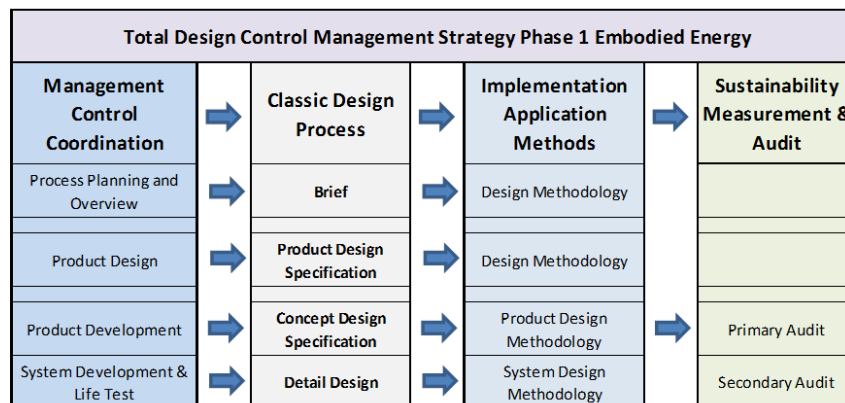 Total Design Control Management Strategy Phase 1 Embodied Energy
Management
Control
Coordination
Classic Design
Process
Implementation
Application
Methods
Sustainability
Measurement &
Audit
Process Planning and
Overview
Brief
Design Methodology
Product Design
Product Design
Specification
Design Methodology
Product Development
Concept Design
Specification
Product Design
Methodology
Primary Audit
System Development &
Life Test
Detail Design
System Design
Methodology
Secondary Audit